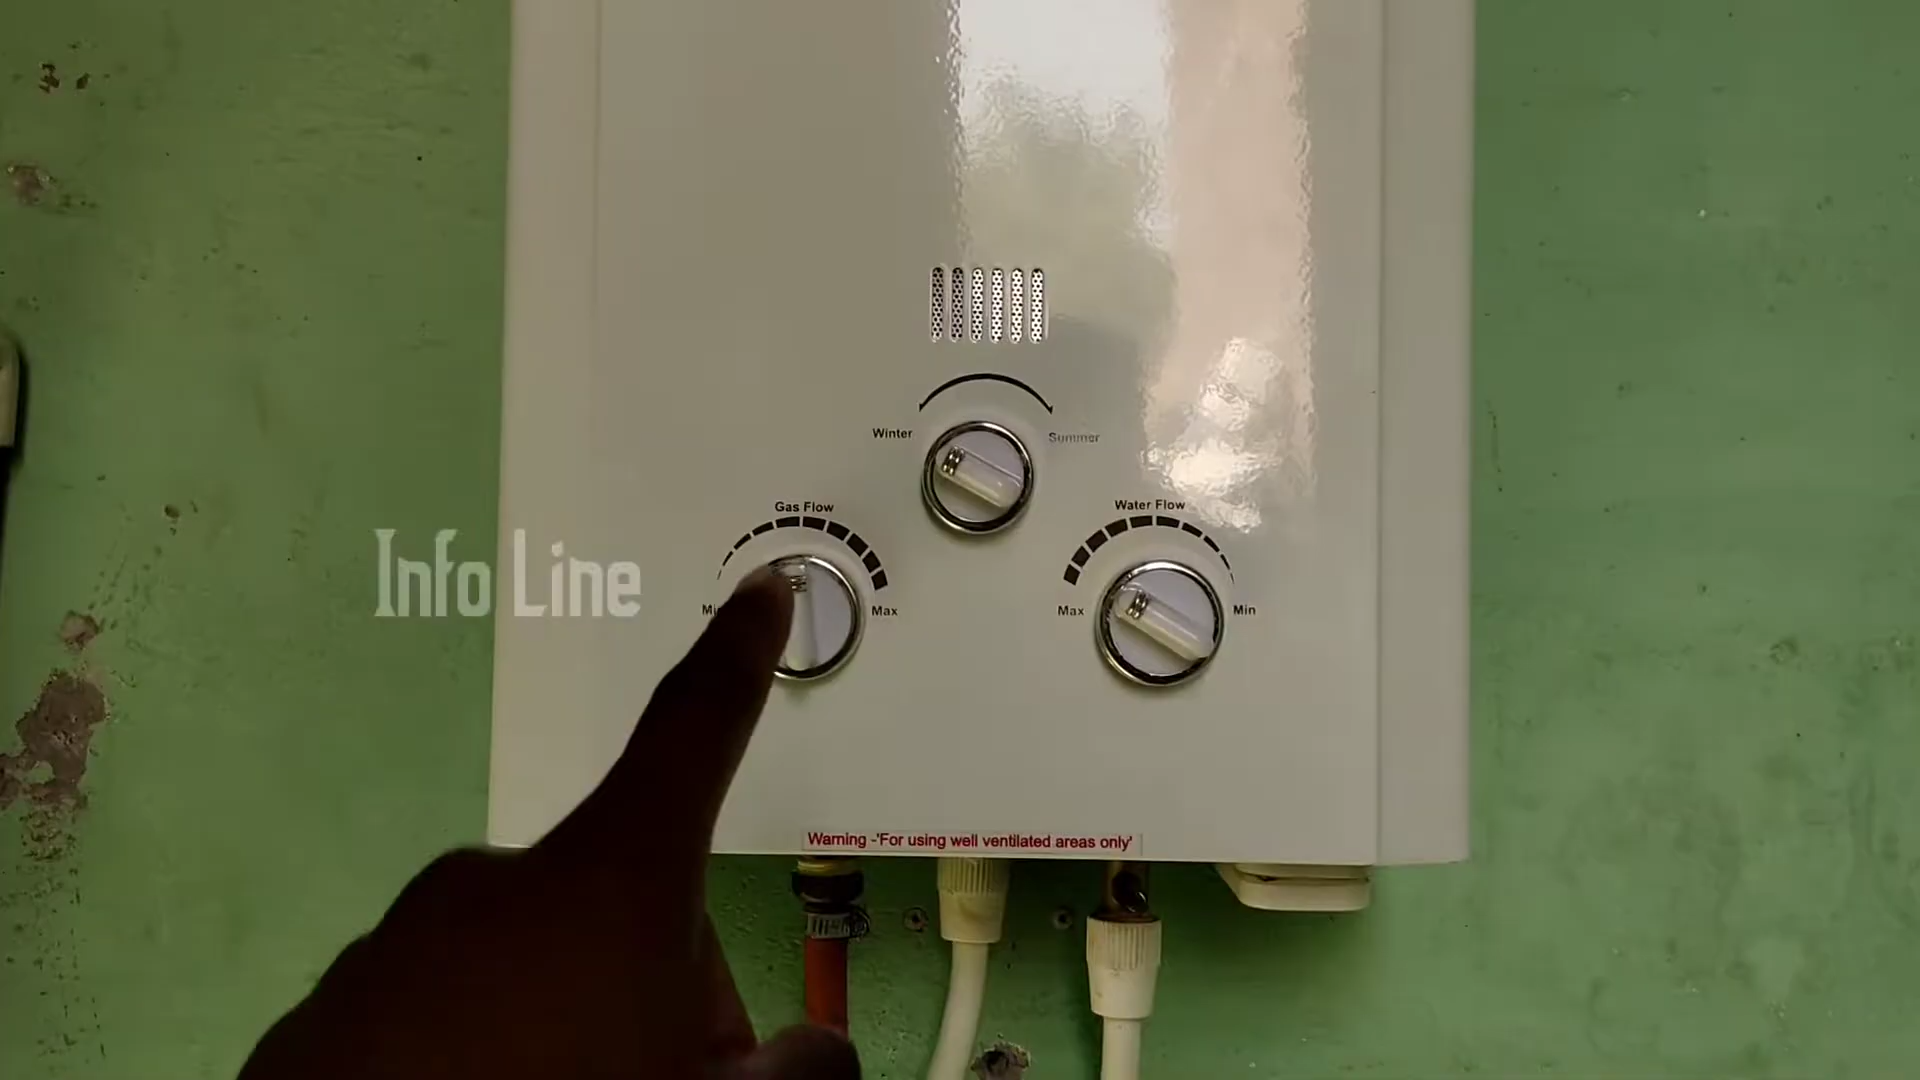 Winter
Summer
Gas Flow
Water Flow
Info Line
Max
Max
Min
Warning -'For using well ventilated areas only'